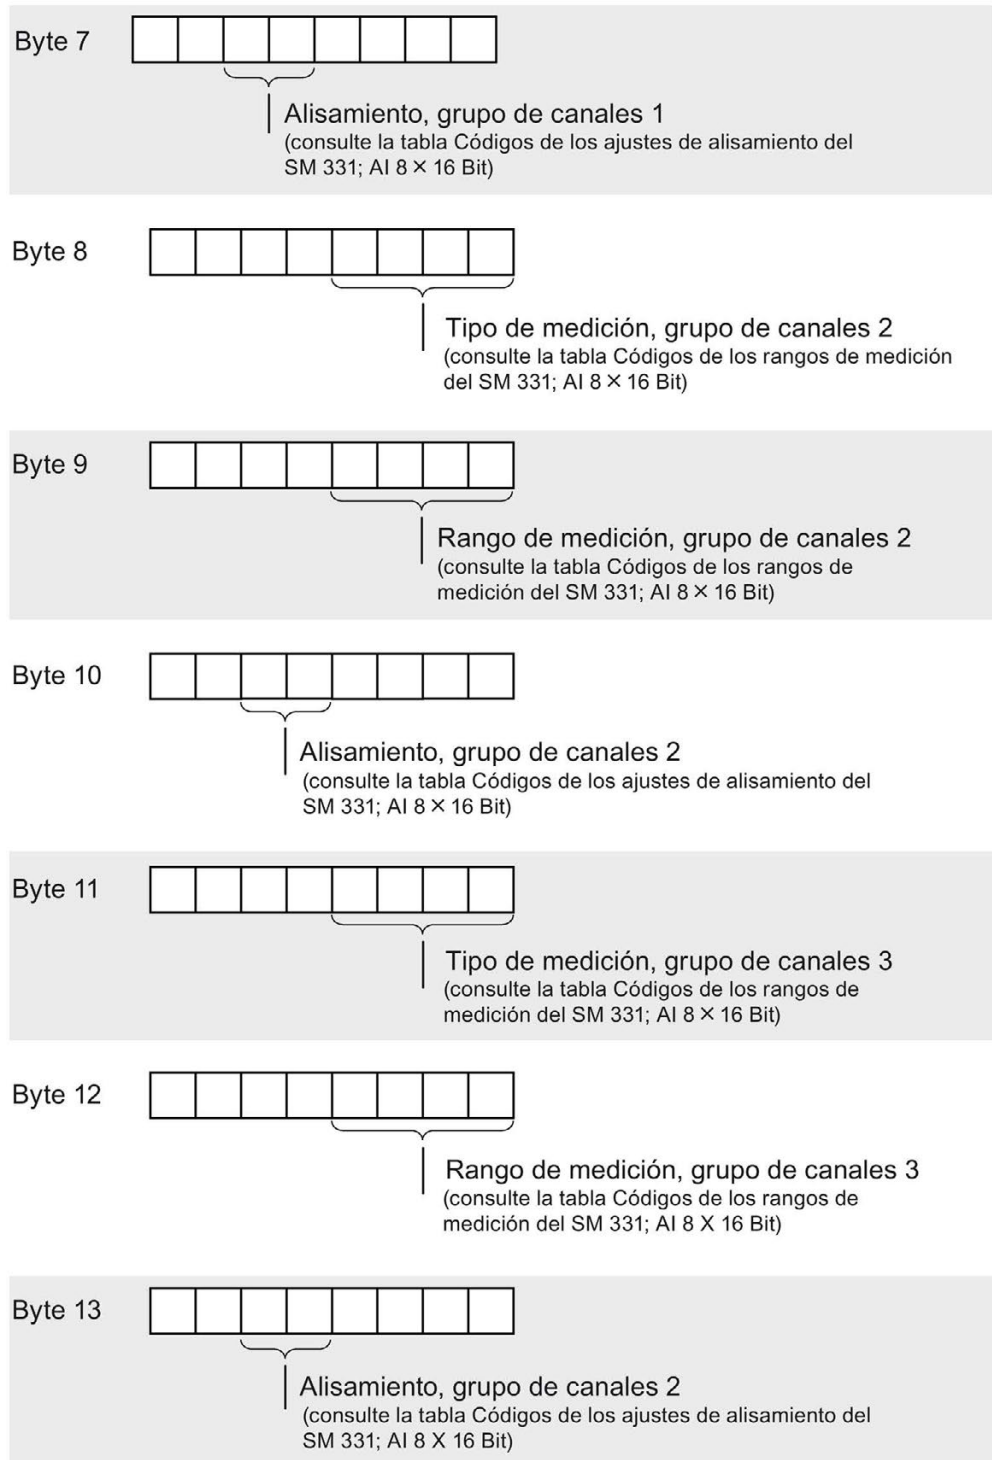 Byte 7
Alisamiento, grupo de canales 1
(consulte la tabla Códigos de los ajustes de alisamiento del
SM 331; AI 8 × 16 Bit)
Byte 8
Tipo de medición, grupo de canales 2
(consulte la tabla Códigos de los rangos de medición
del SM 331; AI 8 × 16 Bit)
Byte 9
Rango de medición, grupo de canales 2
(consulte la tabla Códigos de los rangos de
medición del SM 331; AI 8 × 16 Bit)
Byte 10
Alisamiento, grupo de canales 2
(consulte la tabla Códigos de los ajustes de alisamiento del
SM 331; AI 8 × 16 Bit)
Byte 11
Tipo de medición, grupo de canales 3
(consulte la tabla Códigos de los rangos de
medición del SM 331; AI 8 × 16 Bit)
Byte 12
Rango de medición, grupo de canales 3
(consulte la tabla Códigos de los rangos de
medición del SM 331; AI 8 X 16 Bit)
Byte 13
Alisamiento, grupo de canales 2
(consulte la tabla Códigos de los ajustes de alisamiento del
SM 331; AI 8 X 16 Bit)